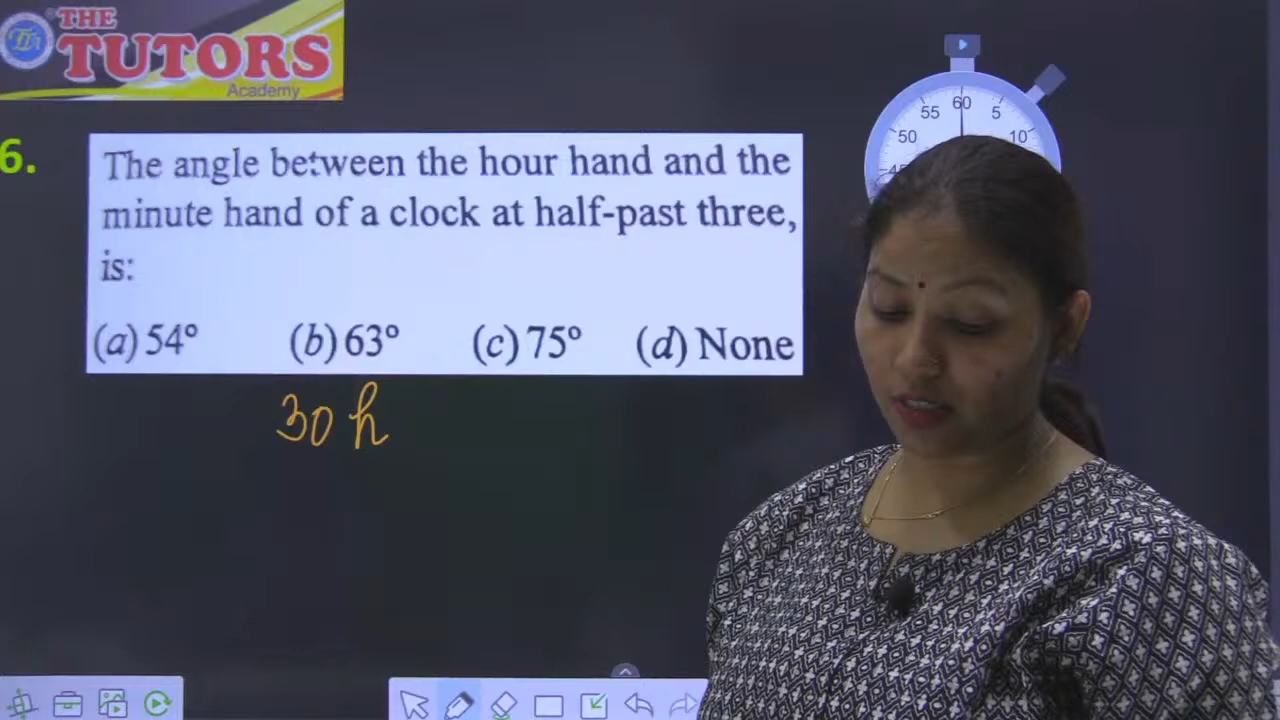 THE
TUTORS
Academy
55 60 5
50 10
6.
The angle between the hour hand and the
minute hand of a clock at half-past three,
is:
(a) 54° (b) 63° (c) 75° (d) None
30 h